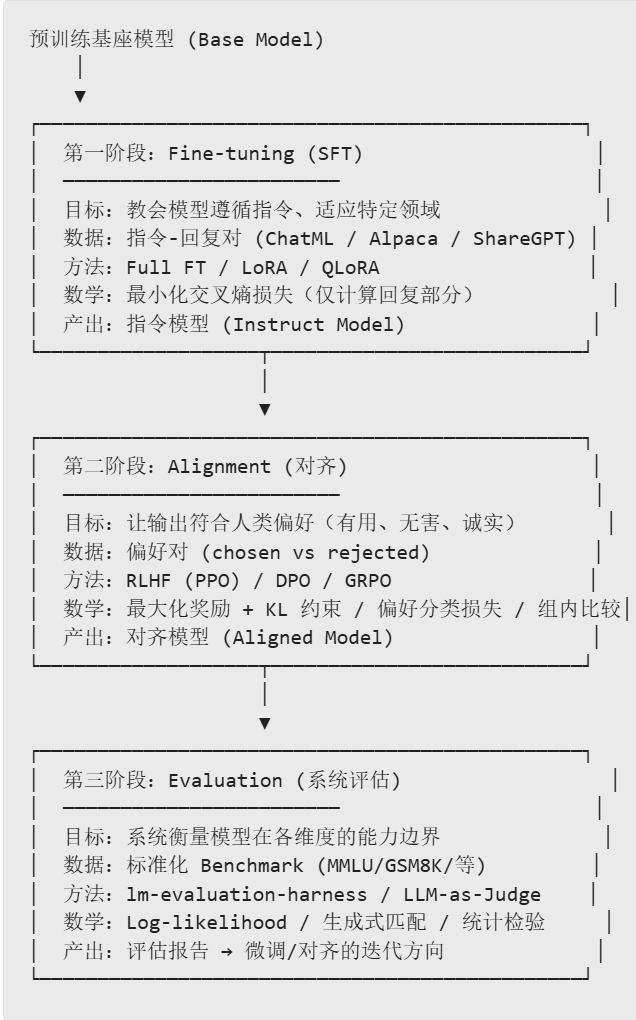 预训练基座模型 (Base Model)
第一阶段：Fine-tuning (SFT)
目标：教会模型遵循指令、适应特定领域
数据：指令-回复对 (ChatML / Alpaca / ShareGPT)
方法：Full FT / LoRA / QLoRA
数学：最小化交叉熵损失（仅计算回复部分）
产出：指令模型 (Instruct Model)
第二阶段：Alignment (对齐)
目标：让输出符合人类偏好（有用、无害、诚实）
数据：偏好对 (chosen vs rejected)
方法：RLHF (PPO) / DPO / GRPO
数学：最大化奖励 + KL 约束 / 偏好分类损失 / 组内比较
产出：对齐模型 (Aligned Model)
第三阶段：Evaluation (系统评估)
目标：系统衡量模型在各维度的能力边界
数据：标准化 Benchmark (MMLU/GSM8K/等)
方法：lm-evaluation-harness / LLM-as-Judge
数学：Log-likelihood / 生成式匹配 / 统计检验
产出：评估报告 → 微调/对齐的迭代方向